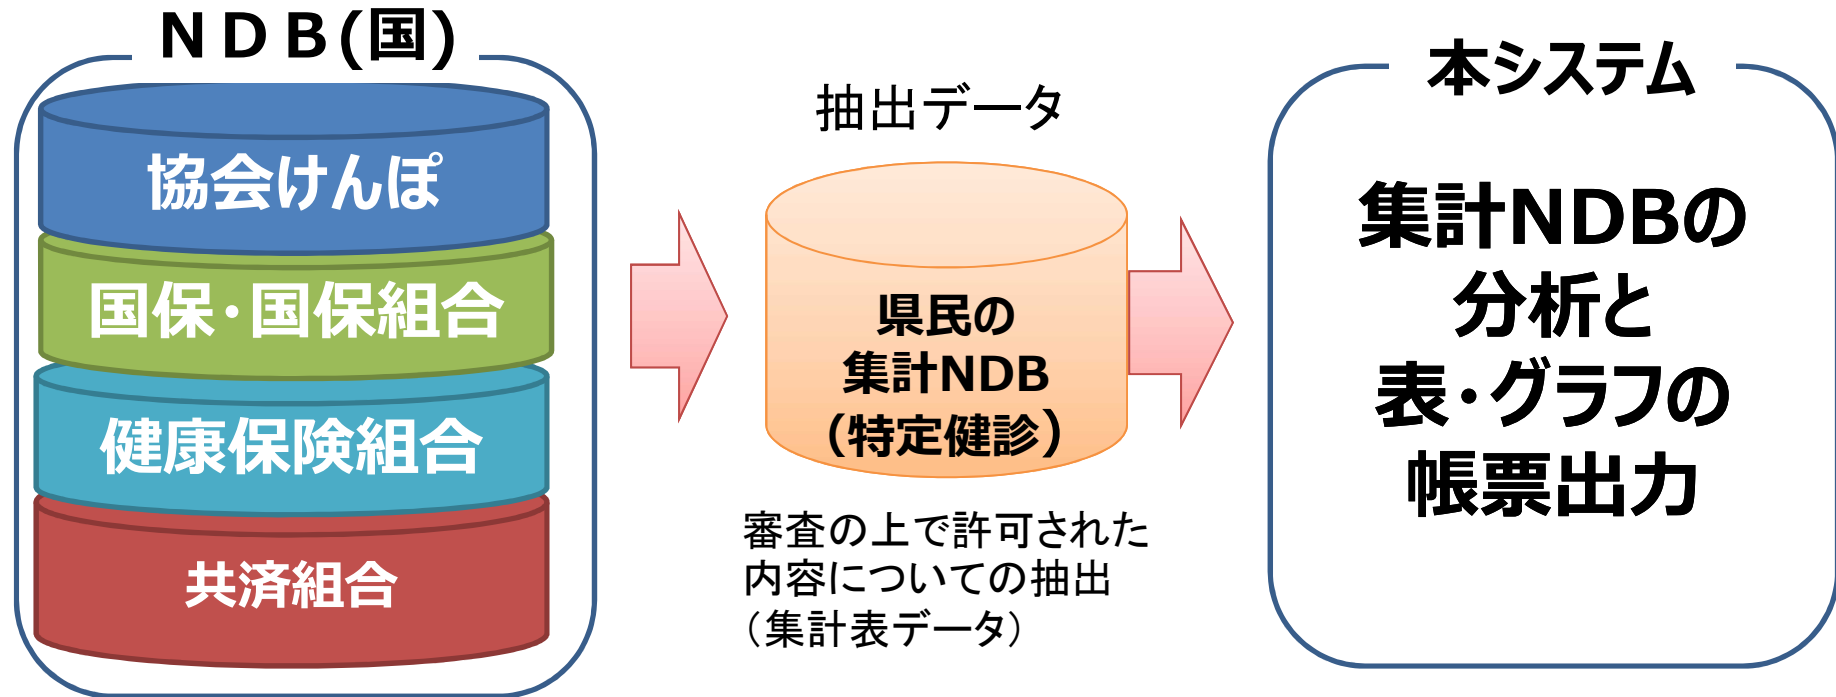 NDB(国)
協会けんぽ
国保・国保組合
健康保険組合
共済組合
抽出データ
県民の
集計NDB
(特定健診)
審査の上で許可された
内容についての抽出
(集計表データ)
本システム
集計NDBの
分析と
表・グラフの
帳票出力